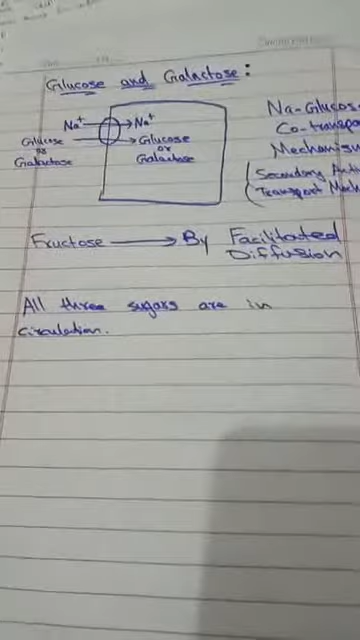 Glucose and Galactose:
Na+ → Na+
Glucose → Glucose
or or
Galactose Galactose
Na-Glucos
Co-transpo
Mechanism
(Secondary Acti
(Transport Mech
Fructose → By Facilitated
Diffusion
All three sugars are in
circulation.